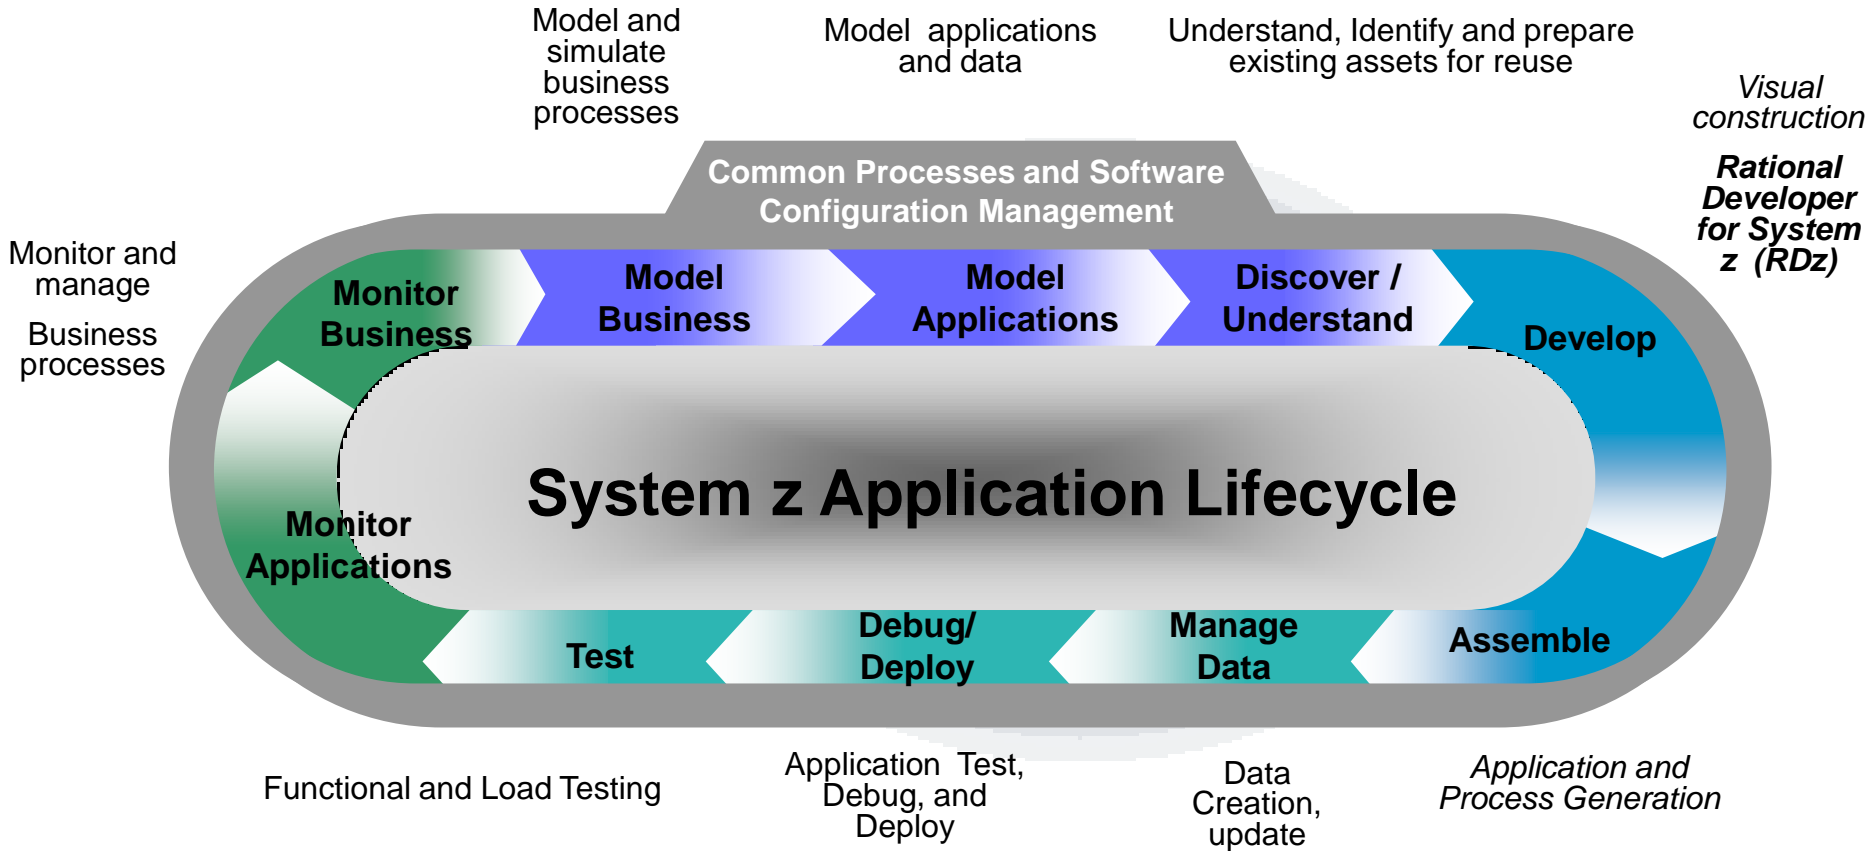 Model and
simulate
business
processes
Model applications
and data
Understand, Identify and prepare
existing assets for reuse
Visual
construction
Rational
Developer
for System
z (RDz)
Common Processes and Software
Configuration Management
Monitor and
manage
Business
processes
Monitor
Business
Model
Business
Model
Applications
Discover /
Understand
Develop
System z Application Lifecycle
Monitor
Applications
Test
Debug/
Deploy
Manage
Data
Assemble
Functional and Load Testing
Application Test,
Debug, and
Deploy
Data
Creation,
update
Application and
Process Generation